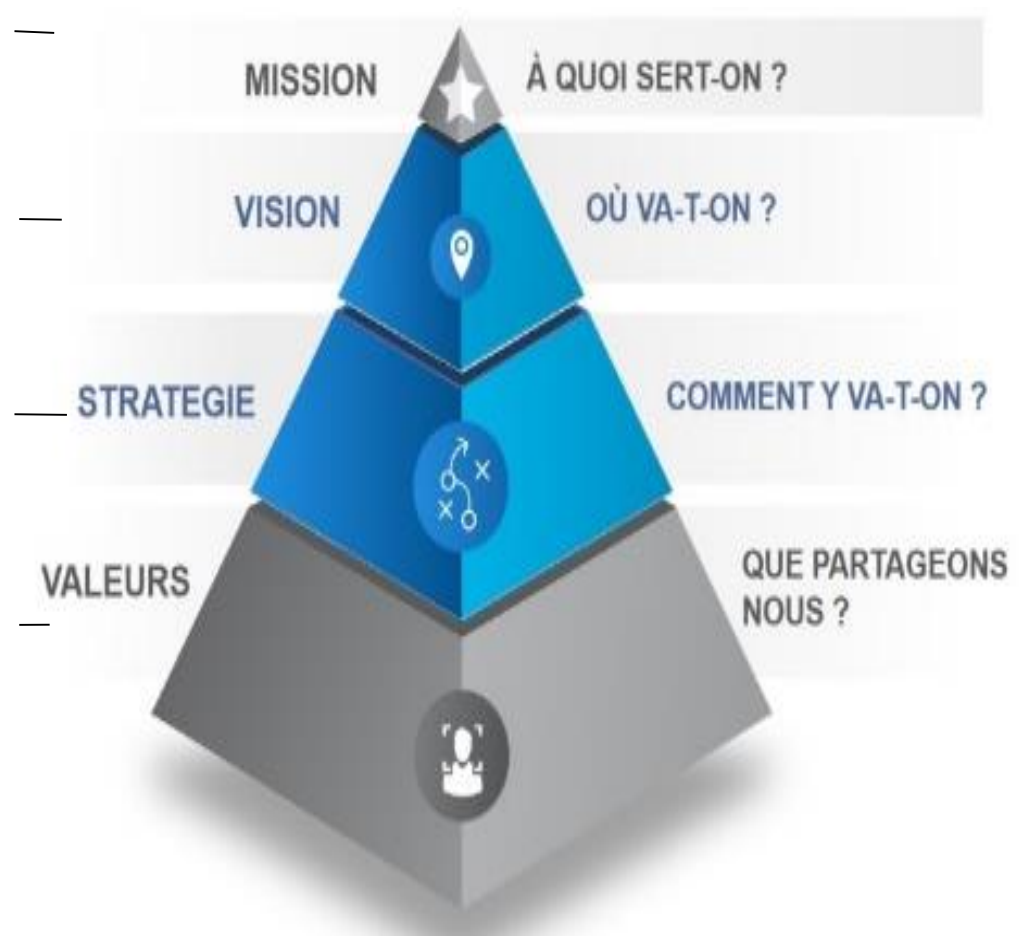 MISSION
À QUOI SERT-ON ?
VISION
OÙ VA-T-ON ?
STRATEGIE
COMMENT Y VA-T-ON ?
VALEURS
QUE PARTAGEONS
NOUS ?